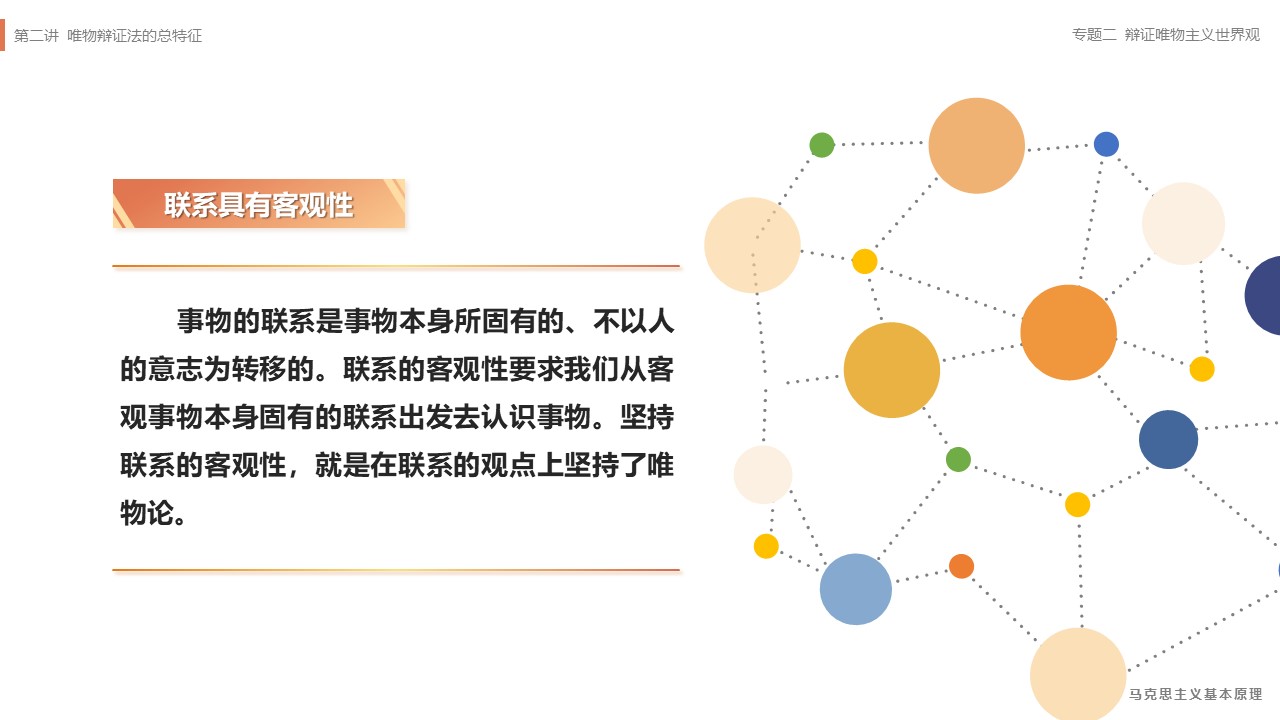 第二讲 唯物辩证法的总特征
专题二 辩证唯物主义世界观
联系具有客观性
事物的联系是事物本身所固有的、不以人
的意志为转移的。联系的客观性要求我们从客
观事物本身固有的联系出发去认识事物。坚持
联系的客观性，就是在联系的观点上坚持了唯
物论。
马克思主义基本原理